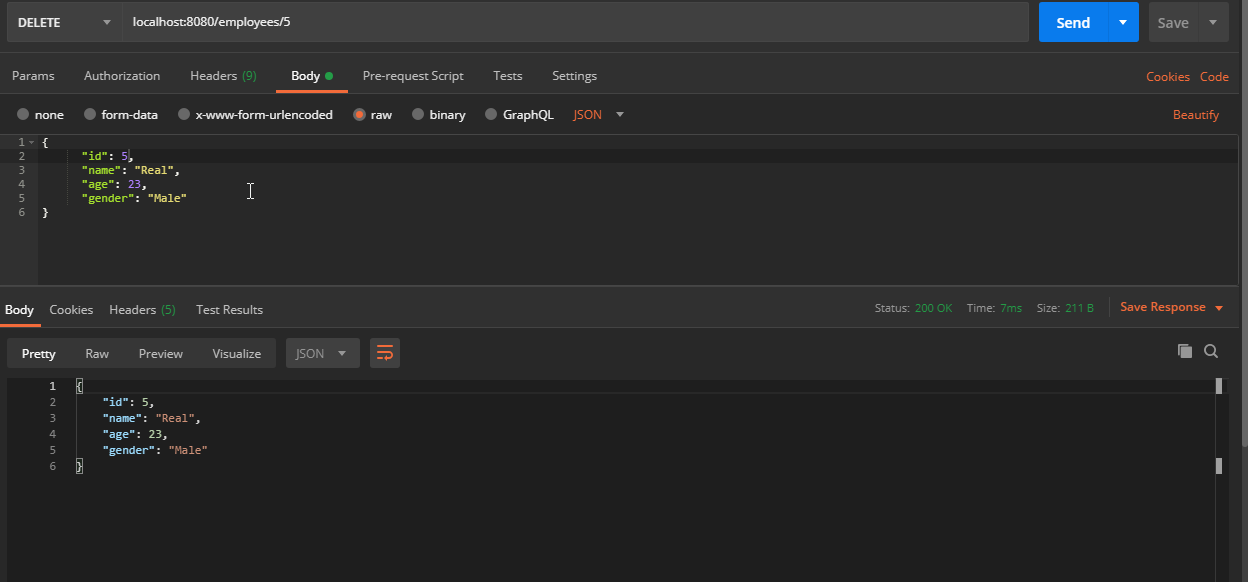 DELETE localhost:8080/employees/5 Send Save
Params Authorization Headers (9) Body Pre-request Script Tests Settings Cookies Code
none form-data x-www-form-urlencoded raw binary GraphQL JSON Beautify
1 {
2 "id": 5,
3 "name": "Real",
4 "age": 23,
5 "gender": "Male"
6 }
Body Cookies Headers (5) Test Results Status: 200 OK Time: 7ms Size: 211 B Save Response
Pretty Raw Preview Visualize JSON
1 {
2 "id": 5,
3 "name": "Real",
4 "age": 23,
5 "gender": "Male"
6 }